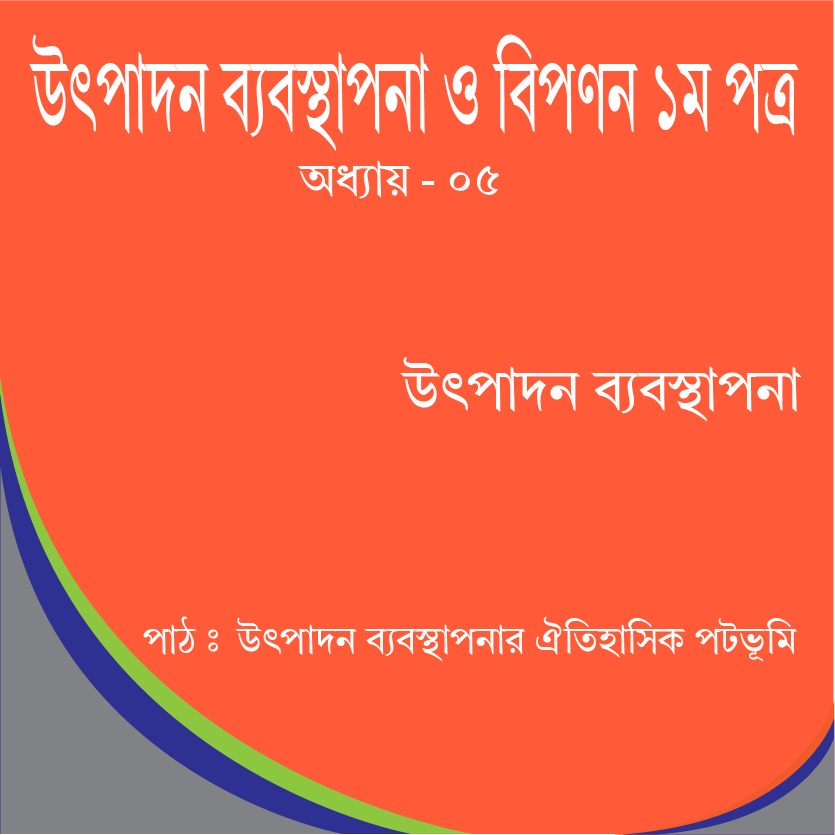 উৎপাদন ব্যবস্থাপনা ও বিপণন ১ম পত্র
অধ্যায় - ০৫
উৎপাদন ব্যবস্থাপনা
পাঠ ঃ উৎপাদন ব্যবস্থাপনার ঐতিহাসিক পটভূমি